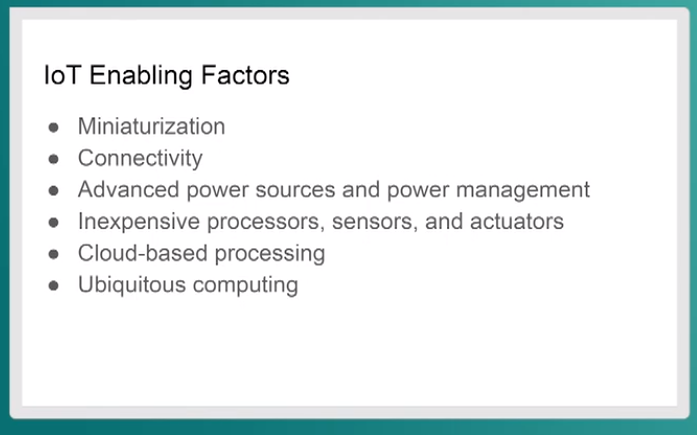 IoT Enabling Factors
● Miniaturization
● Connectivity
● Advanced power sources and power management
● Inexpensive processors, sensors, and actuators
● Cloud-based processing
● Ubiquitous computing